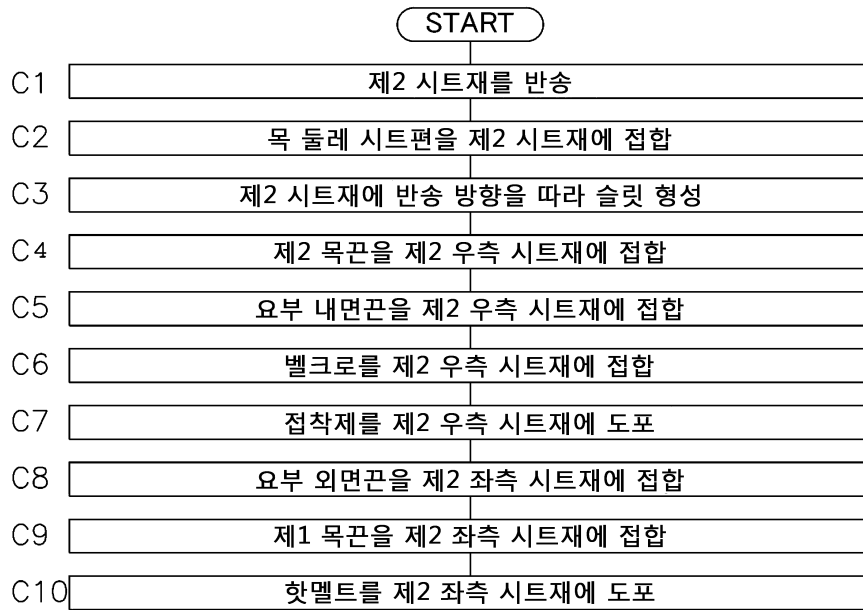 START
C1 제2 시트재를 반송
C2 목 둘레 시트편을 제2 시트재에 접합
C3 제2 시트재에 반송 방향을 따라 슬릿 형성
C4 제2 목끈을 제2 우측 시트재에 접합
C5 요부 내면끈을 제2 우측 시트재에 접합
C6 벨크로를 제2 우측 시트재에 접합
C7 접착제를 제2 우측 시트재에 도포
C8 요부 외면끈을 제2 좌측 시트재에 접합
C9 제1 목끈을 제2 좌측 시트재에 접합
C10 핫멜트를 제2 좌측 시트재에 도포